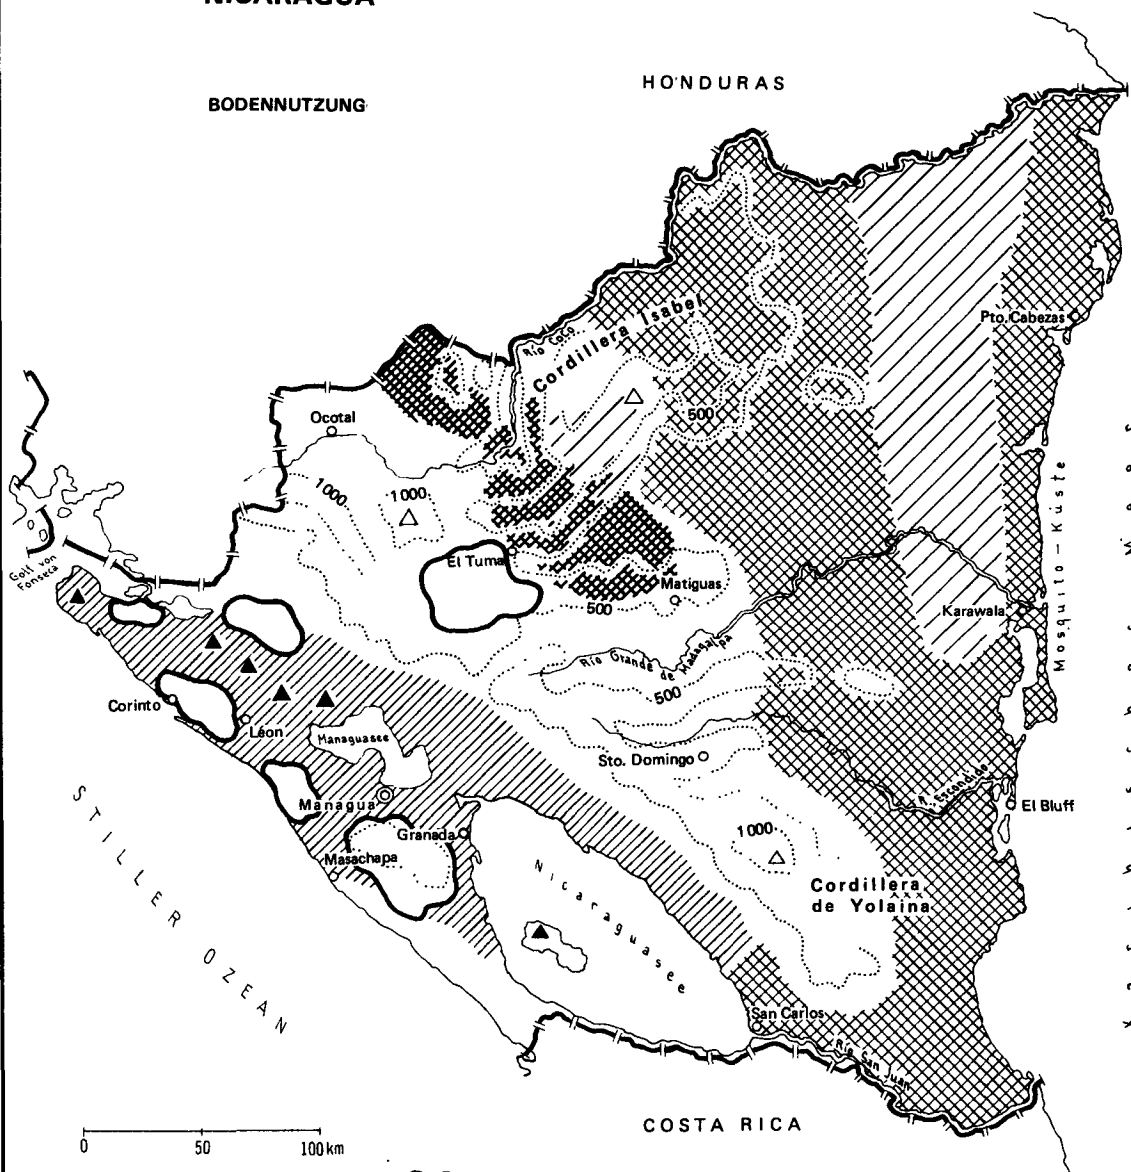 NICARAGUA
HONDURAS
BODENNUTZUNG
Pto. Cabezas
Río Coco
Cordillera Isabel
500
Ocotal
1000
1000
Golf von
Fonseca
El Tuma
Matiguas
500
Karawala
Mosquito-Küste
Río Grande de Madagalpa
500
Corinto
Léon
Managuasee
Sto. Domingo
R. Escondido
El Bluff
Managua
Granada
Masachapa
1000
Cordillera
de Yolaina
Nicaraguasee
STILLER OZEAN
San Carlos
Río San Juan
COSTA RICA
0 50 100 km